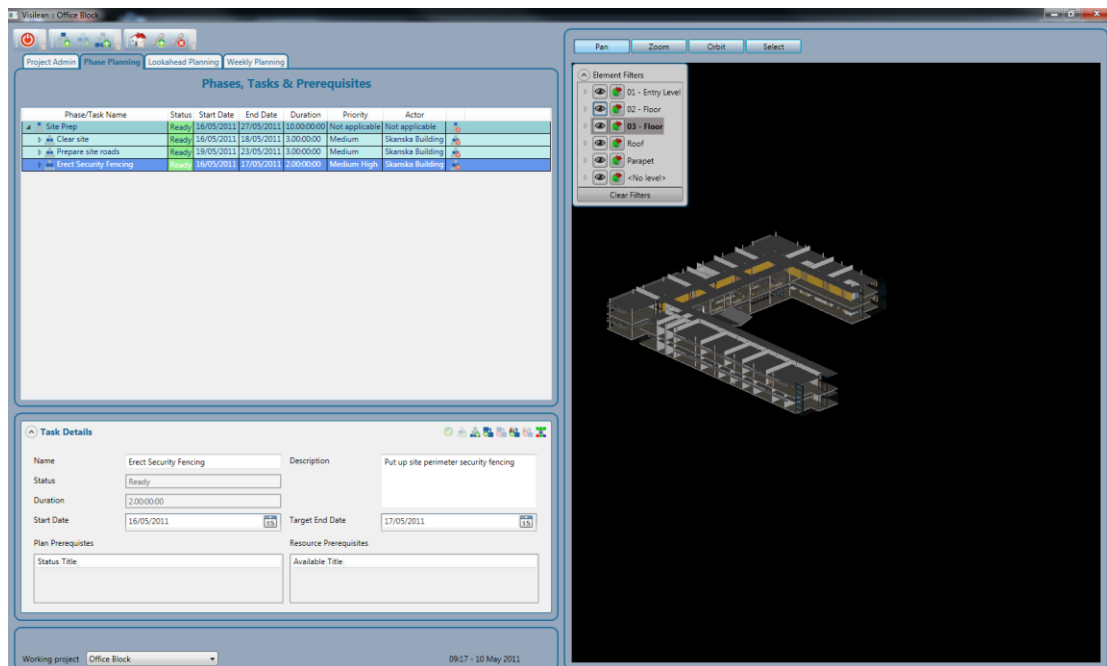 Visilean :: Office Block
Project Admin Phase Planning Lookahead Planning Weekly Planning
Phases, Tasks & Prerequisites
Phase/Task Name Status Start Date End Date Duration Priority Actor
Site Prep Ready 16/05/2011 27/05/2011 10.00:00:00 Not applicable Not applicable
Clear site Ready 16/05/2011 18/05/2011 3.00:00:00 Medium Skanska Building
Prepare site roads Ready 19/05/2011 23/05/2011 3.00:00:00 Medium Skanska Building
Erect Security Fencing Ready 16/05/2011 17/05/2011 2.00:00:00 Medium High Skanska Building
Task Details
Name Erect Security Fencing Description Put up site perimeter security fencing
Status Ready
Duration 2.00:00:00
Start Date 16/05/2011 15 Target End Date 17/05/2011 15
Plan Prerequistes Resource Prerequisites
Status Title Available Title
Working project Office Block 09:17 - 10 May 2011
Pan Zoom Orbit Select
Element Filters
01 - Entry Level
02 - Floor
03 - Floor
Roof
Parapet
<No level>
Clear Filters